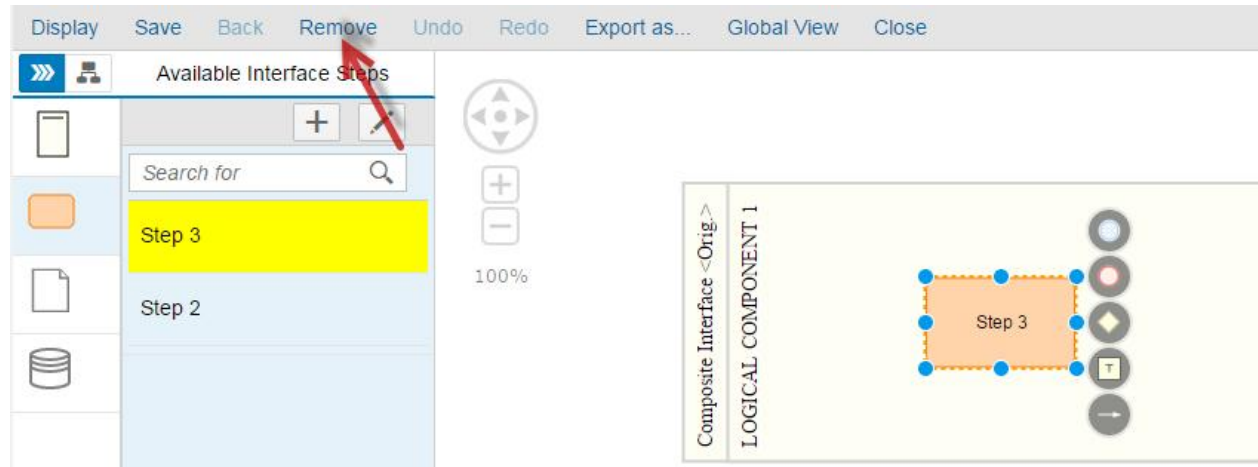 Display Save Back Remove Undo Redo Export as... Global View Close
Available Interface Steps
Search for
Step 3
Step 2
100%
Composite Interface <Orig.>
LOGICAL COMPONENT 1
Step 3
T